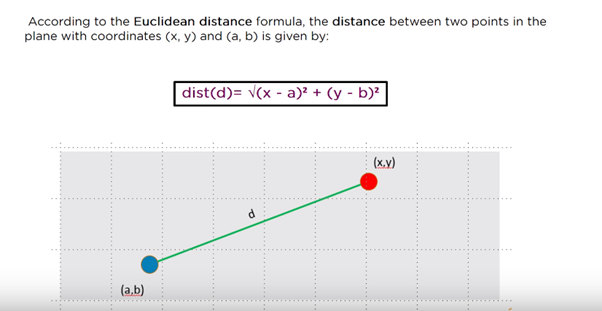 According to the Euclidean distance formula, the distance between two points in the
plane with coordinates (x, y) and (a, b) is given by:
dist(d)= √(x - a)² + (y - b)²
(x,y)
d
(a,b)